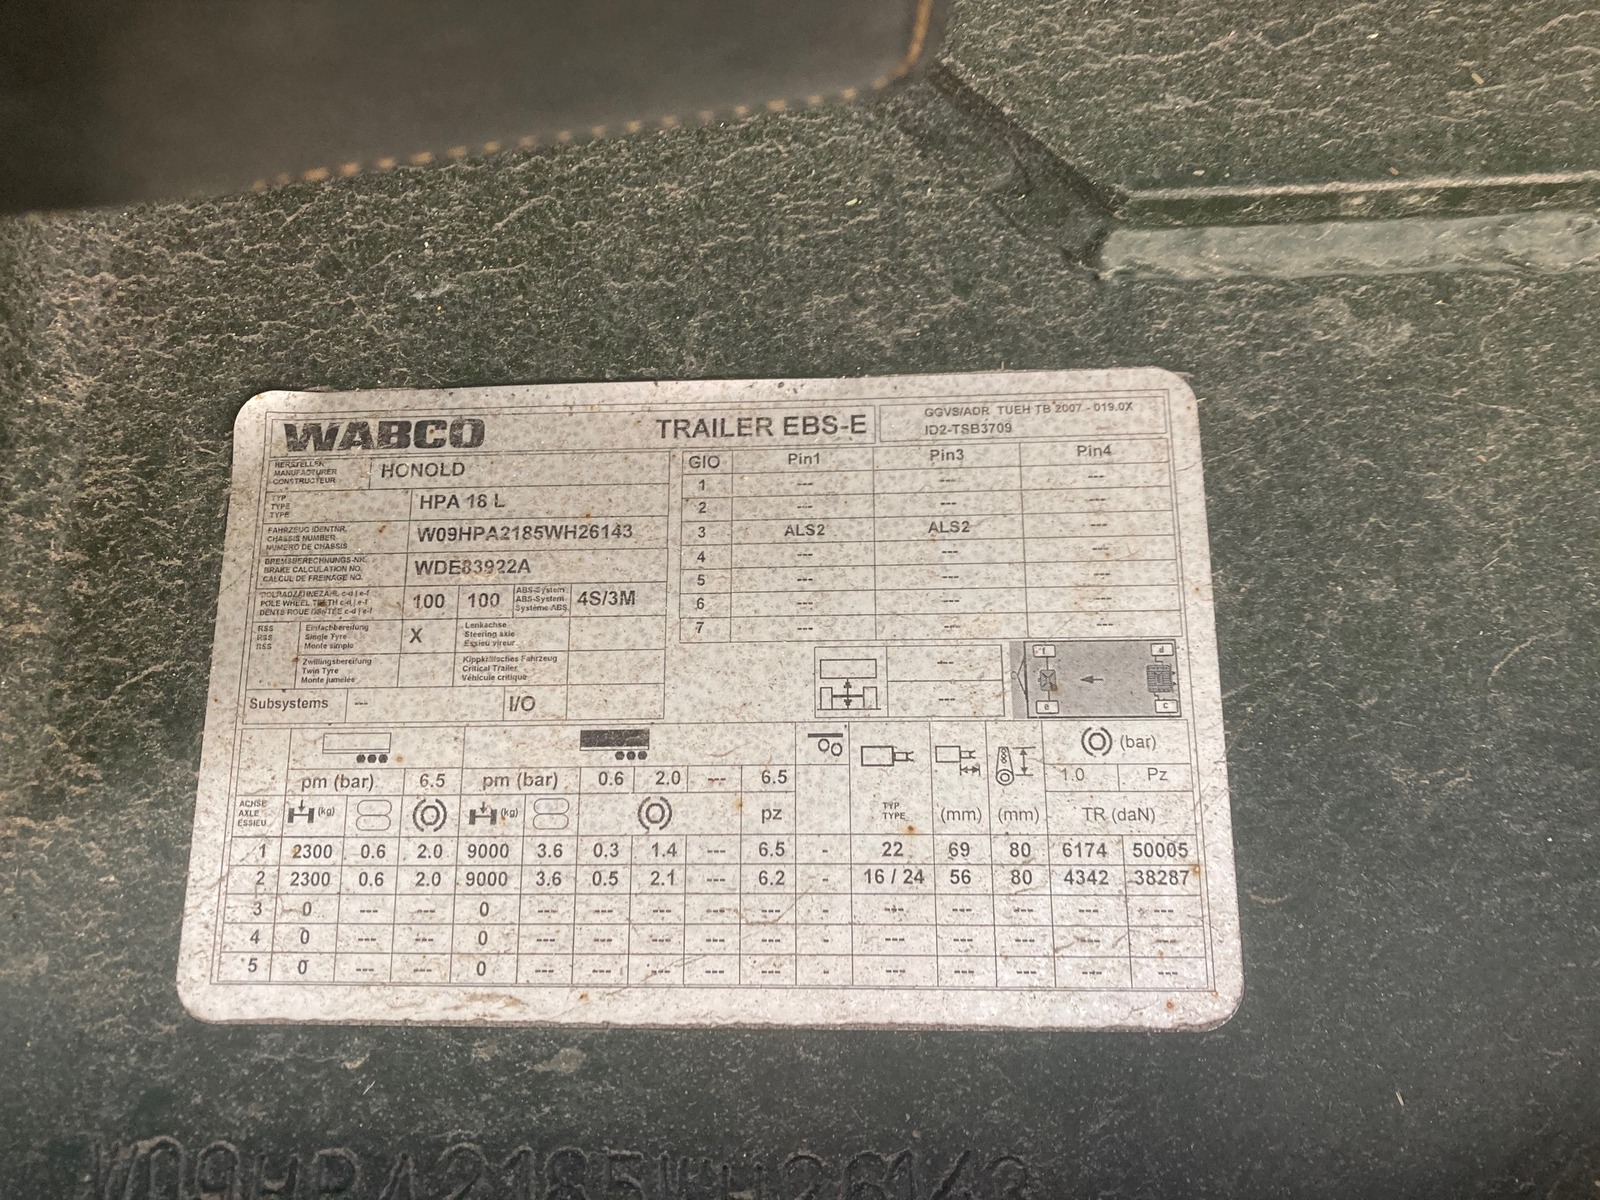 WABCO TRAILER EBS-E
GGVS/ADR TUEH TB 2007 - 019.0X
ID2-TSB3709
HERSTELLER
MANUFACTURER
CONSTRUCTEUR
HONOLD
TYP
TYPE
TYPE
HPA 18 L
FAHRZEUG IDENTNR.
CHASSIS NUMBER
NUMERO DE CHASSIS
W09HPA2185WH26143
BREMSBERECHNUNGS-NR.
BRAKE CALCULATION NO.
CALCUL DE FREINAGE NO.
WDE83922A
POLRADZÄHNEZAHL c-d | e-f
POLE WHEEL TEETH c-d | e-f
DENTS ROUE DENTEE c-d | e-f
100 100
ABS-System
ABS-System
Système ABS
4S/3M
RSS
RSS
RSS
Einfachbereifung
Single Tyre
Monte simple
X
Lenkachse
Steering axle
Essieu vireur
Zwillingsbereifung
Twin Tyre
Monte jumelée
Kippkritisches Fahrzeug
Critical Trailer
Véhicule critique
Subsystems --- I/O
GIO Pin1 Pin3 Pin4
1 --- --- ---
2 --- --- ---
3 ALS2 ALS2 ---
4 --- --- ---
5 --- --- ---
6 --- --- ---
7 --- --- ---
---
---
f d
e c
(bar)
pm (bar) 6.5 pm (bar) 0.6 2.0 --- 6.5 1.0 Pz
ACHSE
AXLE
ESSIEU
(kg) (kg) pz
TYP
TYPE
(mm) (mm) TR (daN)
1 2300 0.6 2.0 9000 3.6 0.3 1.4 --- 6.5 - 22 69 80 6174 50005
2 2300 0.6 2.0 9000 3.6 0.5 2.1 --- 6.2 - 16 / 24 56 80 4342 38287
3 0 --- --- 0 --- --- --- --- --- - --- --- --- --- ---
4 0 --- --- 0 --- --- --- --- --- - --- --- --- --- ---
5 0 --- --- 0 --- --- --- --- --- - --- --- --- --- ---
W09HPA2185WH26143